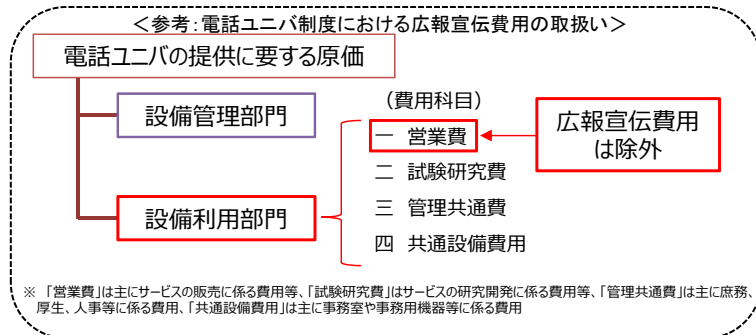 ＜参考：電話ユニバ制度における広報宣伝費用の取扱い＞
電話ユニバの提供に要する原価
設備管理部門
設備利用部門
（費用科目）
一 営業費
二 試験研究費
三 管理共通費
四 共通設備費用
広報宣伝費用
は除外
※ 「営業費」は主にサービスの販売に係る費用等、「試験研究費」はサービスの研究開発に係る費用等、「管理共通費」は主に庶務、
厚生、人事等に係る費用、「共通設備費用」は主に事務室や事務用機器等に係る費用